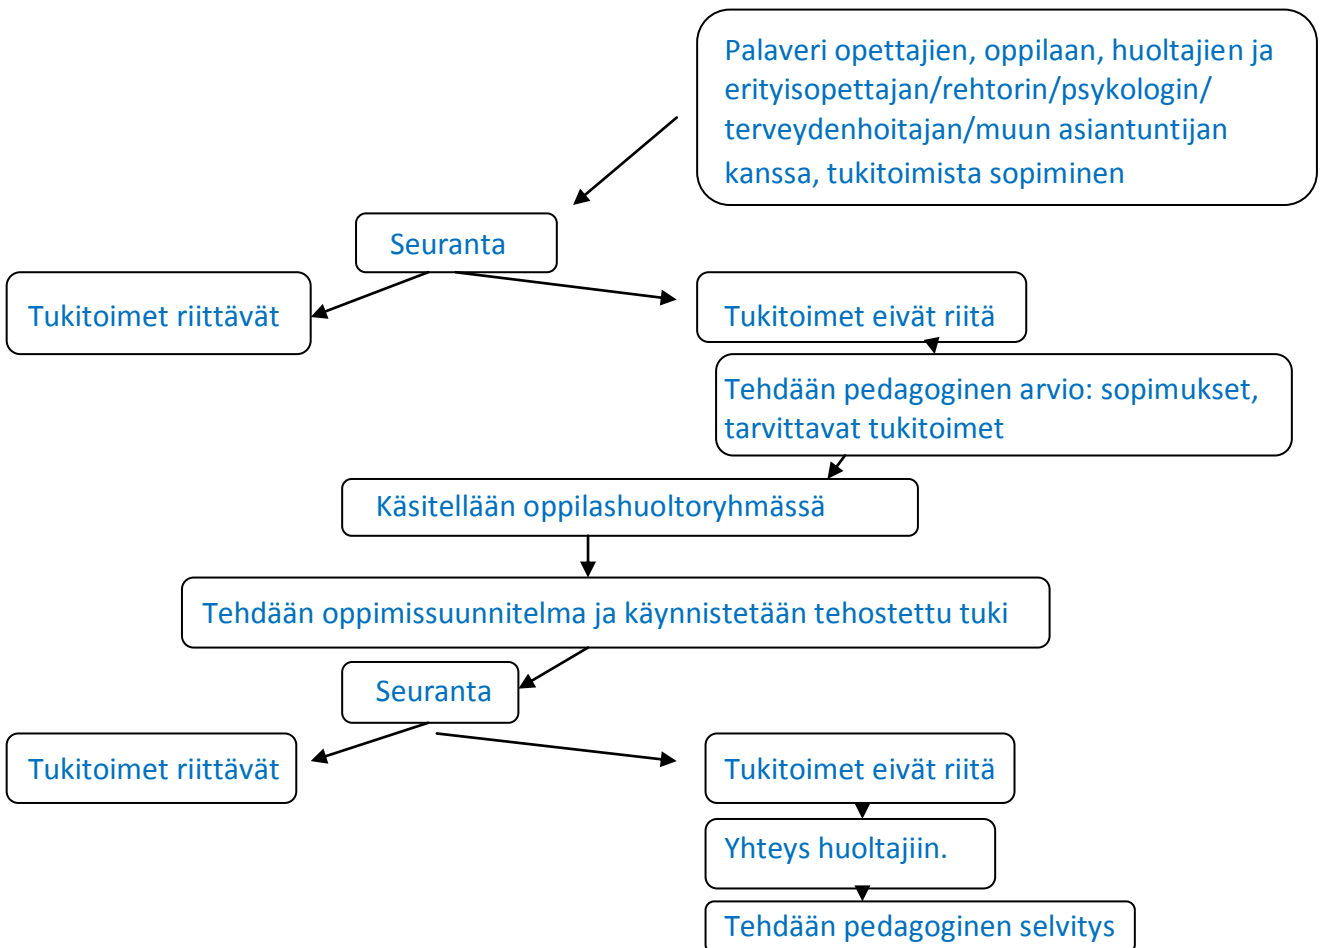 Palaveri opettajien, oppilaan, huoltajien ja
erityisopettajan/rehtorin/psykologin/
terveydenhoitajan/muun asiantuntijan
kanssa, tukitoimista sopiminen
Seuranta
Tukitoimet riittävät
Tukitoimet eivät riitä
Tehdään pedagoginen arvio: sopimukset,
tarvittavat tukitoimet
Käsitellään oppilashuoltoryhmässä
Tehdään oppimissuunnitelma ja käynnistetään tehostettu tuki
Seuranta
Tukitoimet riittävät
Tukitoimet eivät riitä
Yhteys huoltajiin.
Tehdään pedagoginen selvitys